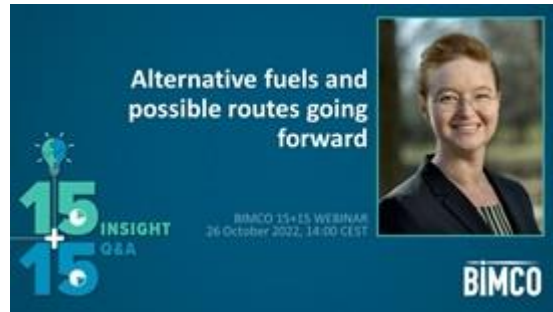 Alternative fuels and
possible routes going
forward
BIMCO 15+15 WEBINAR
26 October 2022, 14:00 CEST
15
INSIGHT
+
Q&A
15
BIMCO